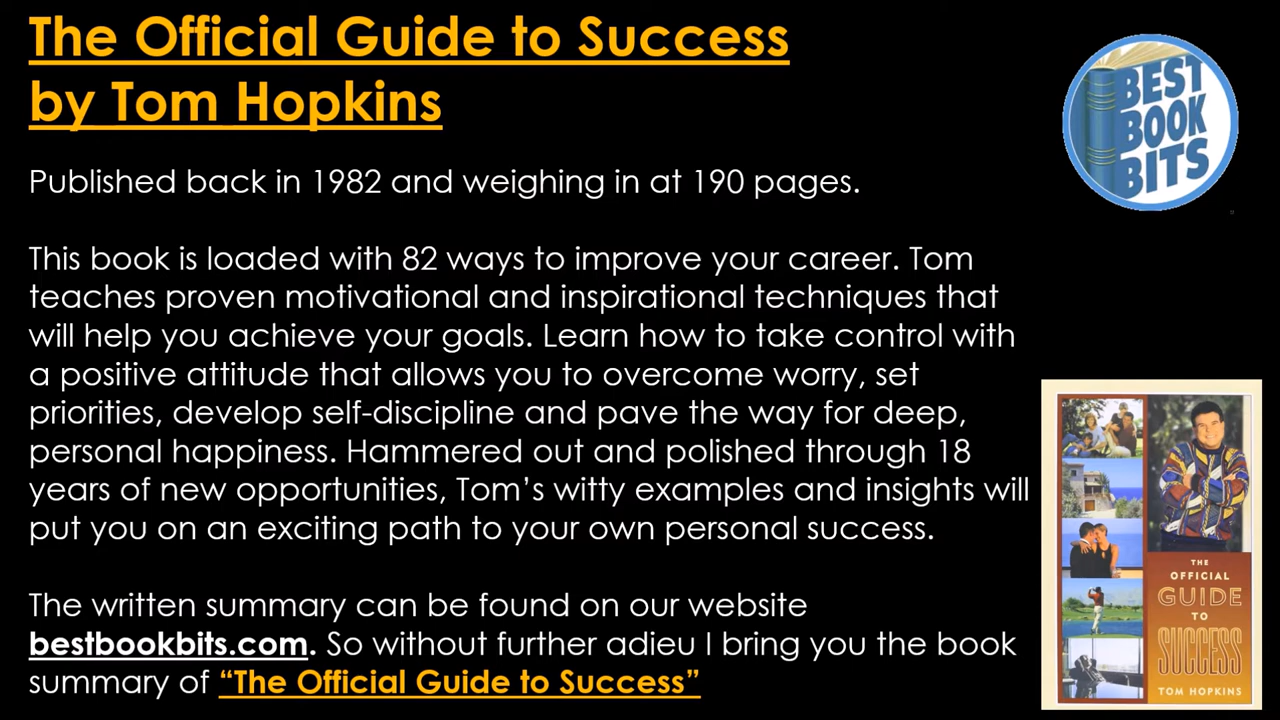 The Official Guide to Success
by Tom Hopkins
BEST
BOOK
BITS
Published back in 1982 and weighing in at 190 pages.
This book is loaded with 82 ways to improve your career. Tom
teaches proven motivational and inspirational techniques that
will help you achieve your goals. Learn how to take control with
a positive attitude that allows you to overcome worry, set
priorities, develop self-discipline and pave the way for deep,
personal happiness. Hammered out and polished through 18
years of new opportunities, Tom’s witty examples and insights will
put you on an exciting path to your own personal success.
The written summary can be found on our website
bestbookbits.com. So without further adieu I bring you the book
summary of “The Official Guide to Success”
THE
OFFICIAL
GUIDE
TO
SUCCESS
TOM HOPKINS